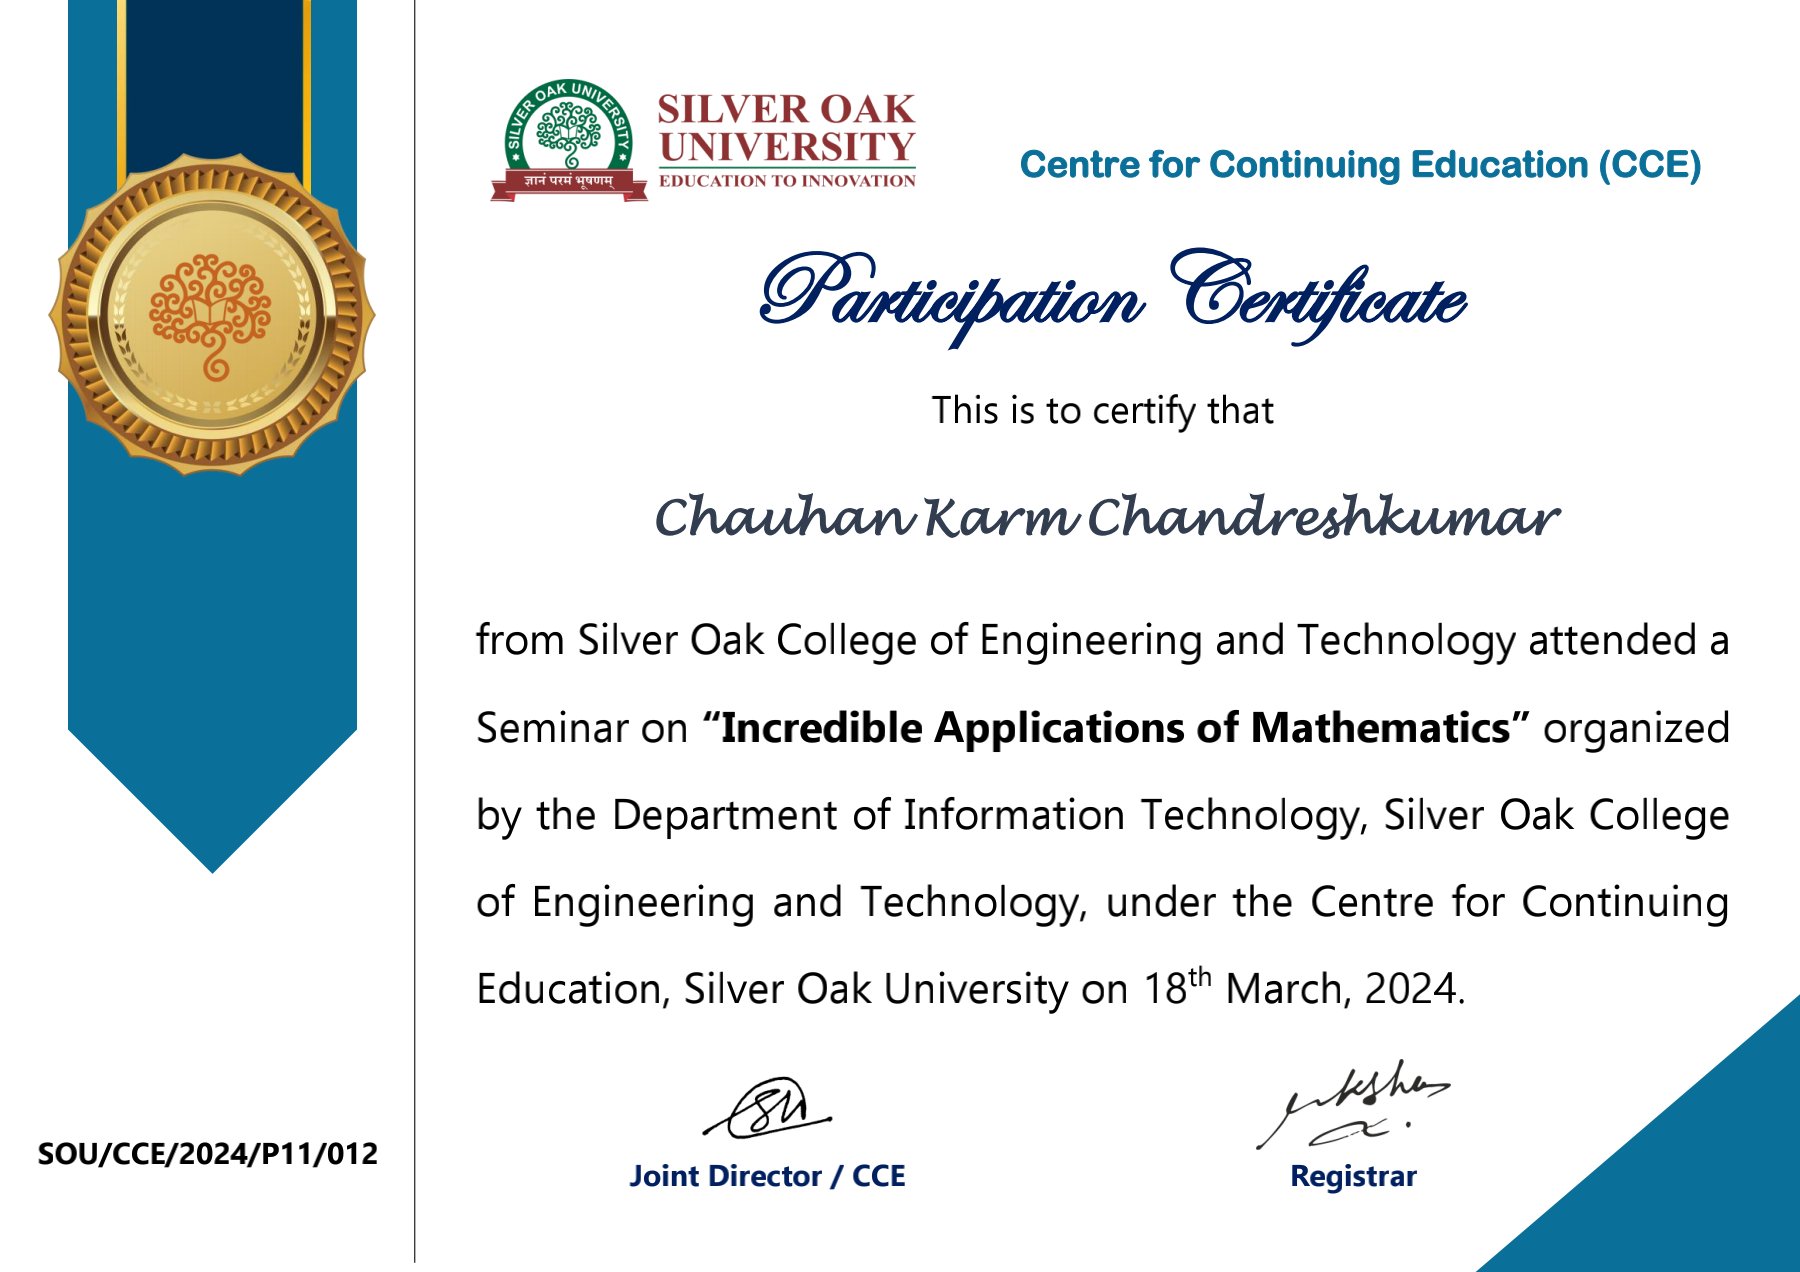 SILVER OAK UNIVERSITY
ज्ञानं परमं भूषणम्
SILVER OAK
UNIVERSITY
EDUCATION TO INNOVATION
Centre for Continuing Education (CCE)
Participation Certificate
This is to certify that
Chauhan Karm Chandreshkumar
from Silver Oak College of Engineering and Technology attended a
Seminar on “Incredible Applications of Mathematics” organized
by the Department of Information Technology, Silver Oak College
of Engineering and Technology, under the Centre for Continuing
Education, Silver Oak University on 18th March, 2024.
SOU/CCE/2024/P11/012
Joint Director / CCE
Registrar